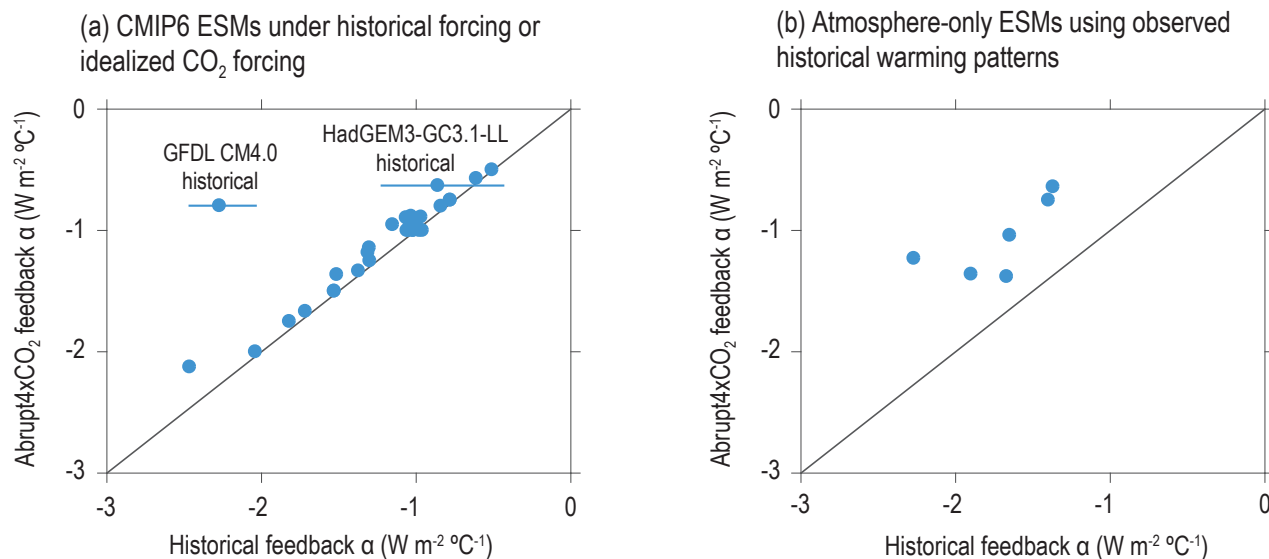 (a) CMIP6 ESMs under historical forcing or
idealized CO₂ forcing
0
-1
-2
-3
-3
-2
-1
0
Abrupt4xCO₂ feedback α (W m⁻² ºC⁻¹)
Historical feedback α (W m⁻² ºC⁻¹)
GFDL CM4.0
historical
HadGEM3-GC3.1-LL
historical
(b) Atmosphere-only ESMs using observed
historical warming patterns
0
-1
-2
-3
-3
-2
-1
0
Abrupt4xCO₂ feedback α (W m⁻² ºC⁻¹)
Historical feedback α (W m⁻² ºC⁻¹)